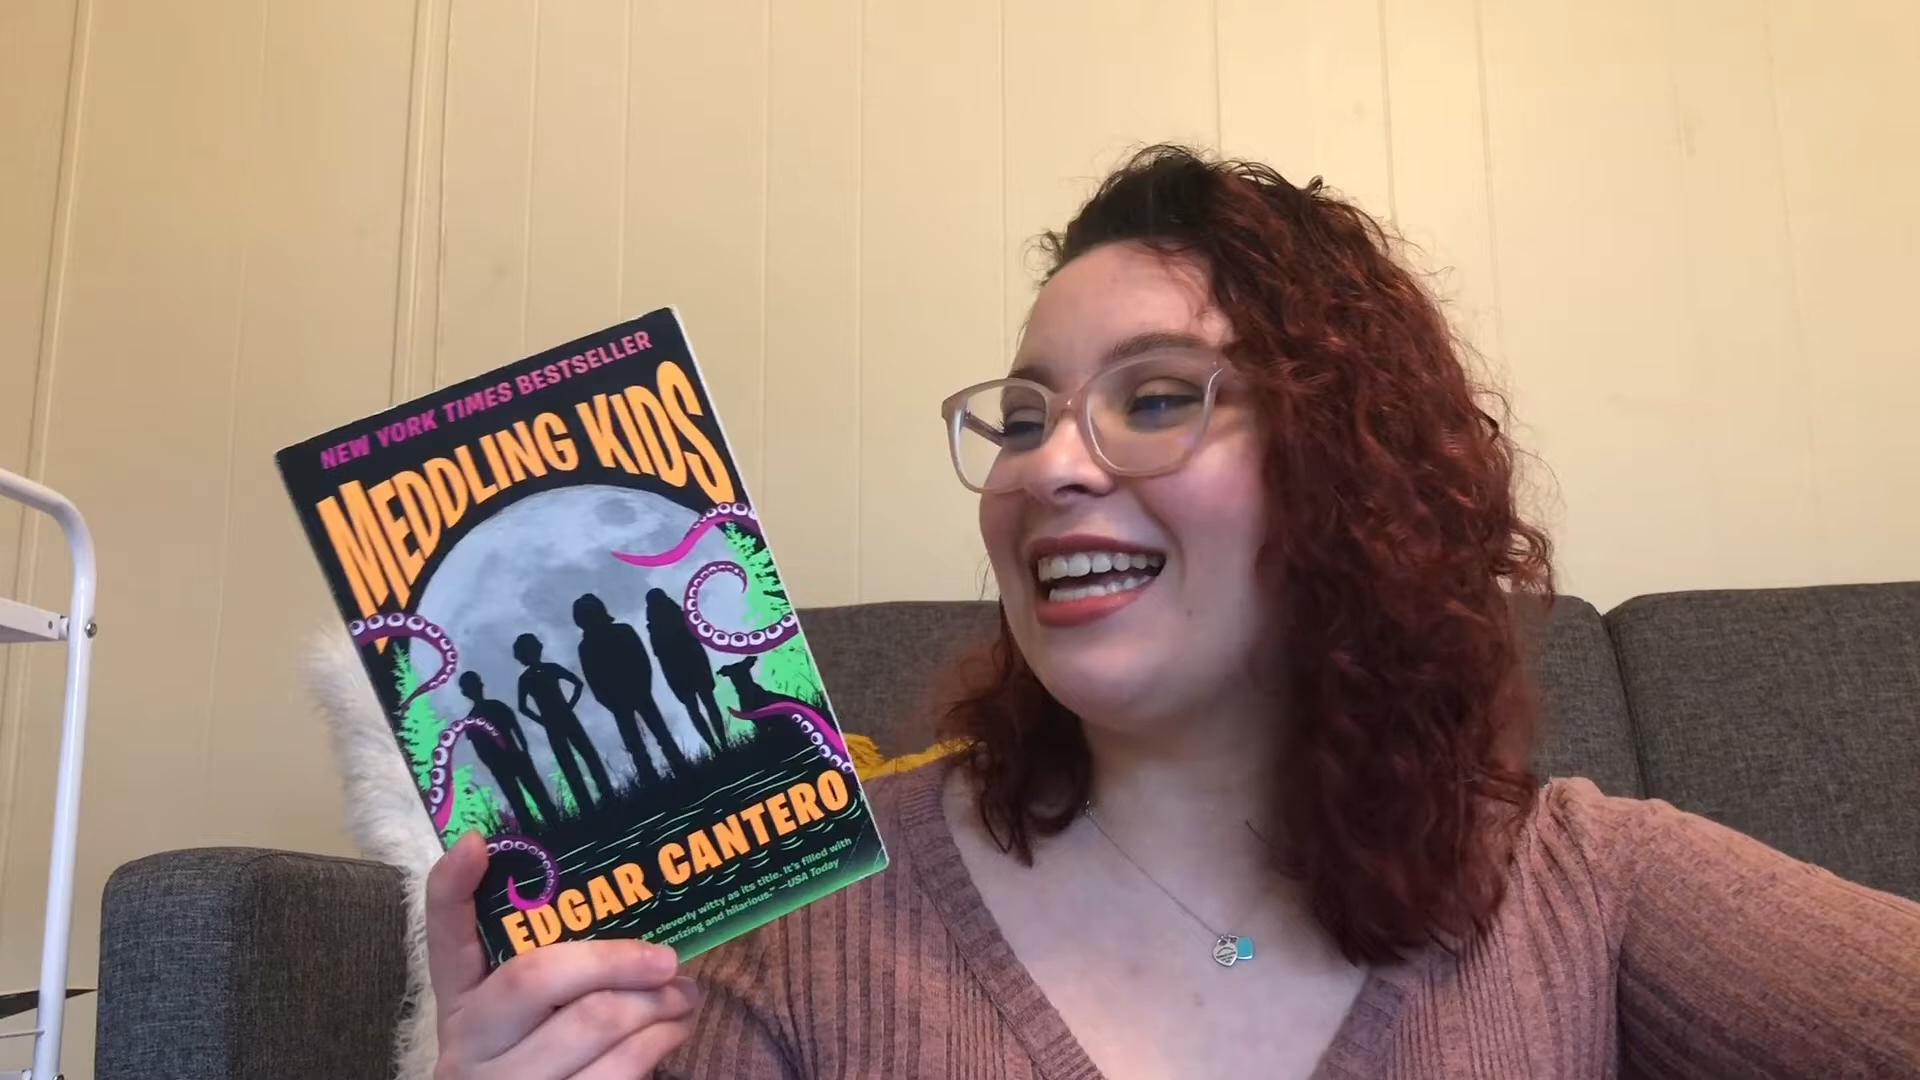 NEW YORK TIMES BESTSELLER
MEDDLING KIDS
EDGAR CANTERO
as cleverly witty as its title. It's filled with
and hilarious." —USA Today